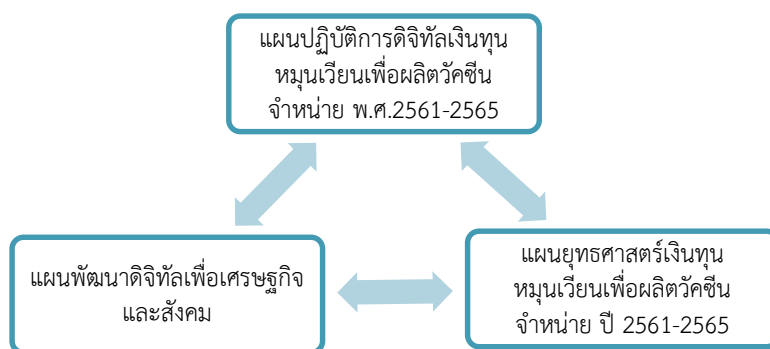 แผนปฏิบัติการดิจิทัลเงินทุน
หมุนเวียนเพื่อผลิตวัคซีน
จำหน่าย พ.ศ.2561-2565
แผนพัฒนาดิจิทัลเพื่อเศรษฐกิจ
และสังคม
แผนยุทธศาสตร์เงินทุน
หมุนเวียนเพื่อผลิตวัคซีน
จำหน่าย ปี 2561-2565